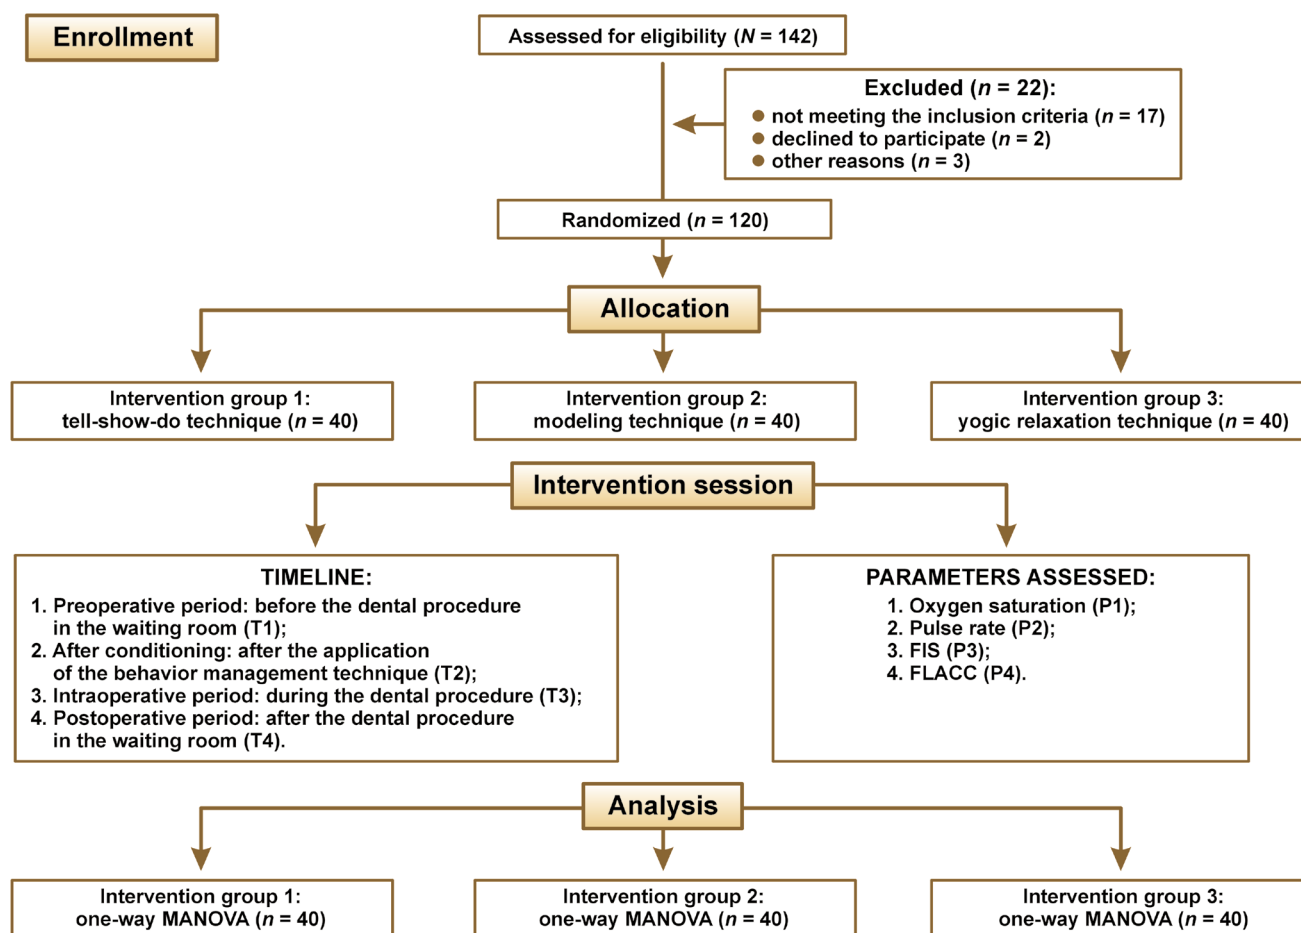 Enrollment
Assessed for eligibility (N = 142)
Excluded (n = 22):
● not meeting the inclusion criteria (n = 17)
● declined to participate (n = 2)
● other reasons (n = 3)
Randomized (n = 120)
Allocation
Intervention group 1:
tell-show-do technique (n = 40)
Intervention group 2:
modeling technique (n = 40)
Intervention group 3:
yogic relaxation technique (n = 40)
Intervention session
TIMELINE:
1. Preoperative period: before the dental procedure
in the waiting room (T1);
2. After conditioning: after the application
of the behavior management technique (T2);
3. Intraoperative period: during the dental procedure (T3);
4. Postoperative period: after the dental procedure
in the waiting room (T4).
PARAMETERS ASSESSED:
1. Oxygen saturation (P1);
2. Pulse rate (P2);
3. FIS (P3);
4. FLACC (P4).
Analysis
Intervention group 1:
one-way MANOVA (n = 40)
Intervention group 2:
one-way MANOVA (n = 40)
Intervention group 3:
one-way MANOVA (n = 40)